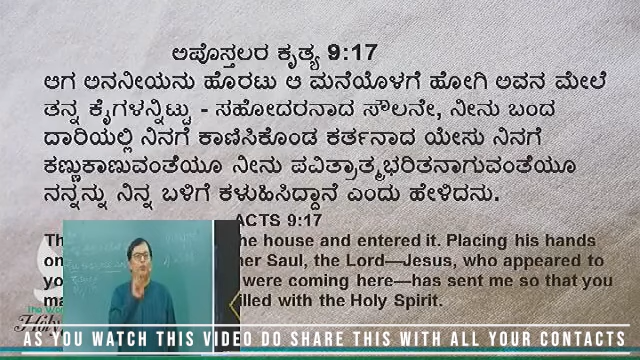 ಅಪೊಸ್ತಲರ ಕೃತ್ಯ 9:17
ಆಗ ಅನನೀಯನು ಹೊರಟು ಆ ಮನೆಯೊಳಗೆ ಹೋಗಿ ಅವನ ಮೇಲೆ
ತನ್ನ ಕೈಗಳನ್ನಿಟ್ಟು - ಸಹೋದರನಾದ ಸೌಲನೇ, ನೀನು ಬಂದ
ದಾರಿಯಲ್ಲಿ ನಿನಗೆ ಕಾಣಿಸಿಕೊಂಡ ಕರ್ತನಾದ ಯೇಸು ನಿನಗೆ
ಕಣ್ಣುಕಾಣುವಂತೆಯೂ ನೀನು ಪವಿತ್ರಾತ್ಮಭರಿತನಾಗುವಂತೆಯೂ
ನನ್ನನ್ನು ನಿನ್ನ ಬಳಿಗೆ ಕಳುಹಿಸಿದ್ದಾನೆ ಎಂದು ಹೇಳಿದನು.
ACTS 9:17
the house and entered it. Placing his hands
Saul, the Lord—Jesus, who appeared to
were coming here—has sent me so that you
with the Holy Spirit.
AS YOU WATCH THIS VIDEO DO SHARE THIS WITH ALL YOUR CONTACTS